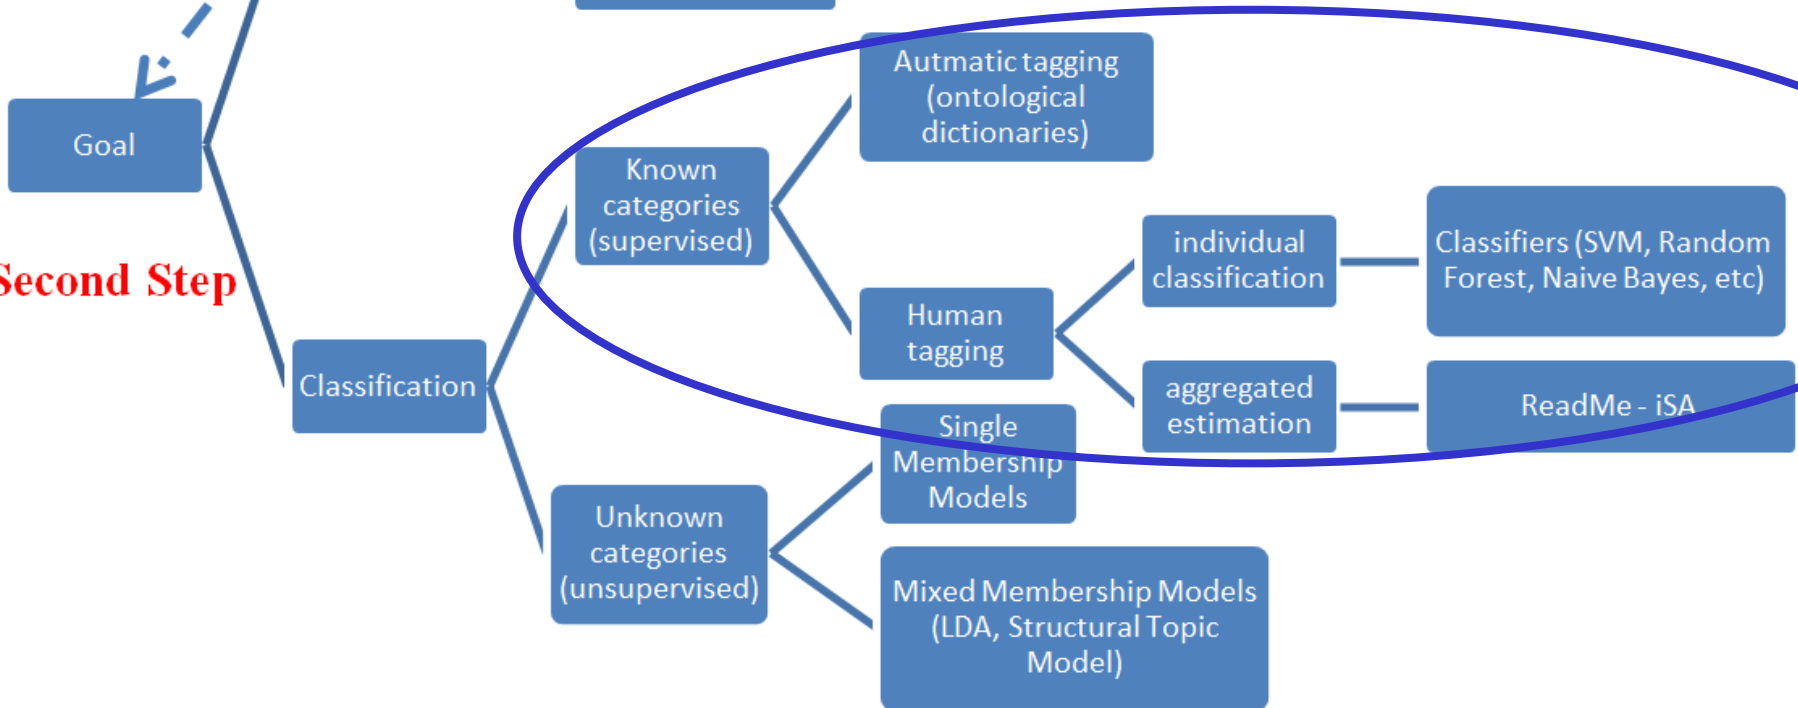 Autmatic tagging
(ontological
dictionaries)
Goal
Known
categories
(supervised)
individual
classification
Classifiers (SVM, Random
Forest, Naive Bayes, etc)
Second Step
Human
tagging
Classification
aggregated
estimation
ReadMe - iSA
Single
Membership
Models
Unknown
categories
(unsupervised)
Mixed Membership Models
(LDA, Structural Topic
Model)